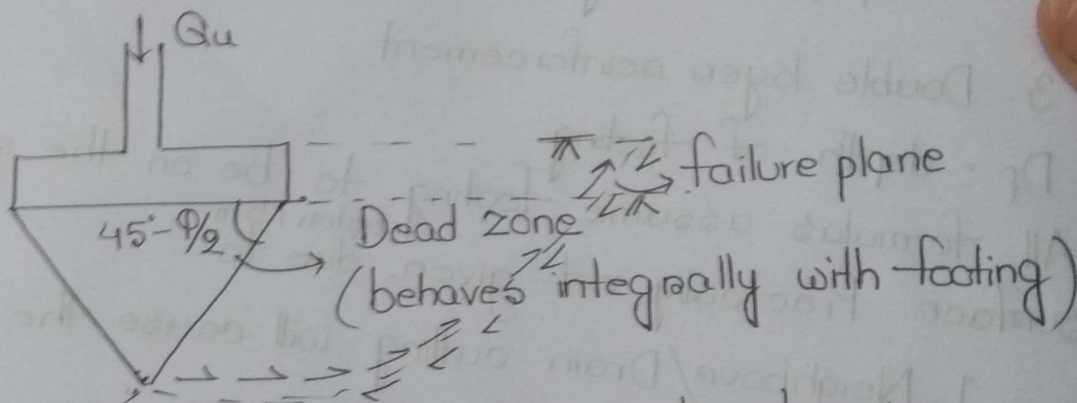 Qu
failure plane
45°-φ/2
Dead zone
(behaves integrally with footing)